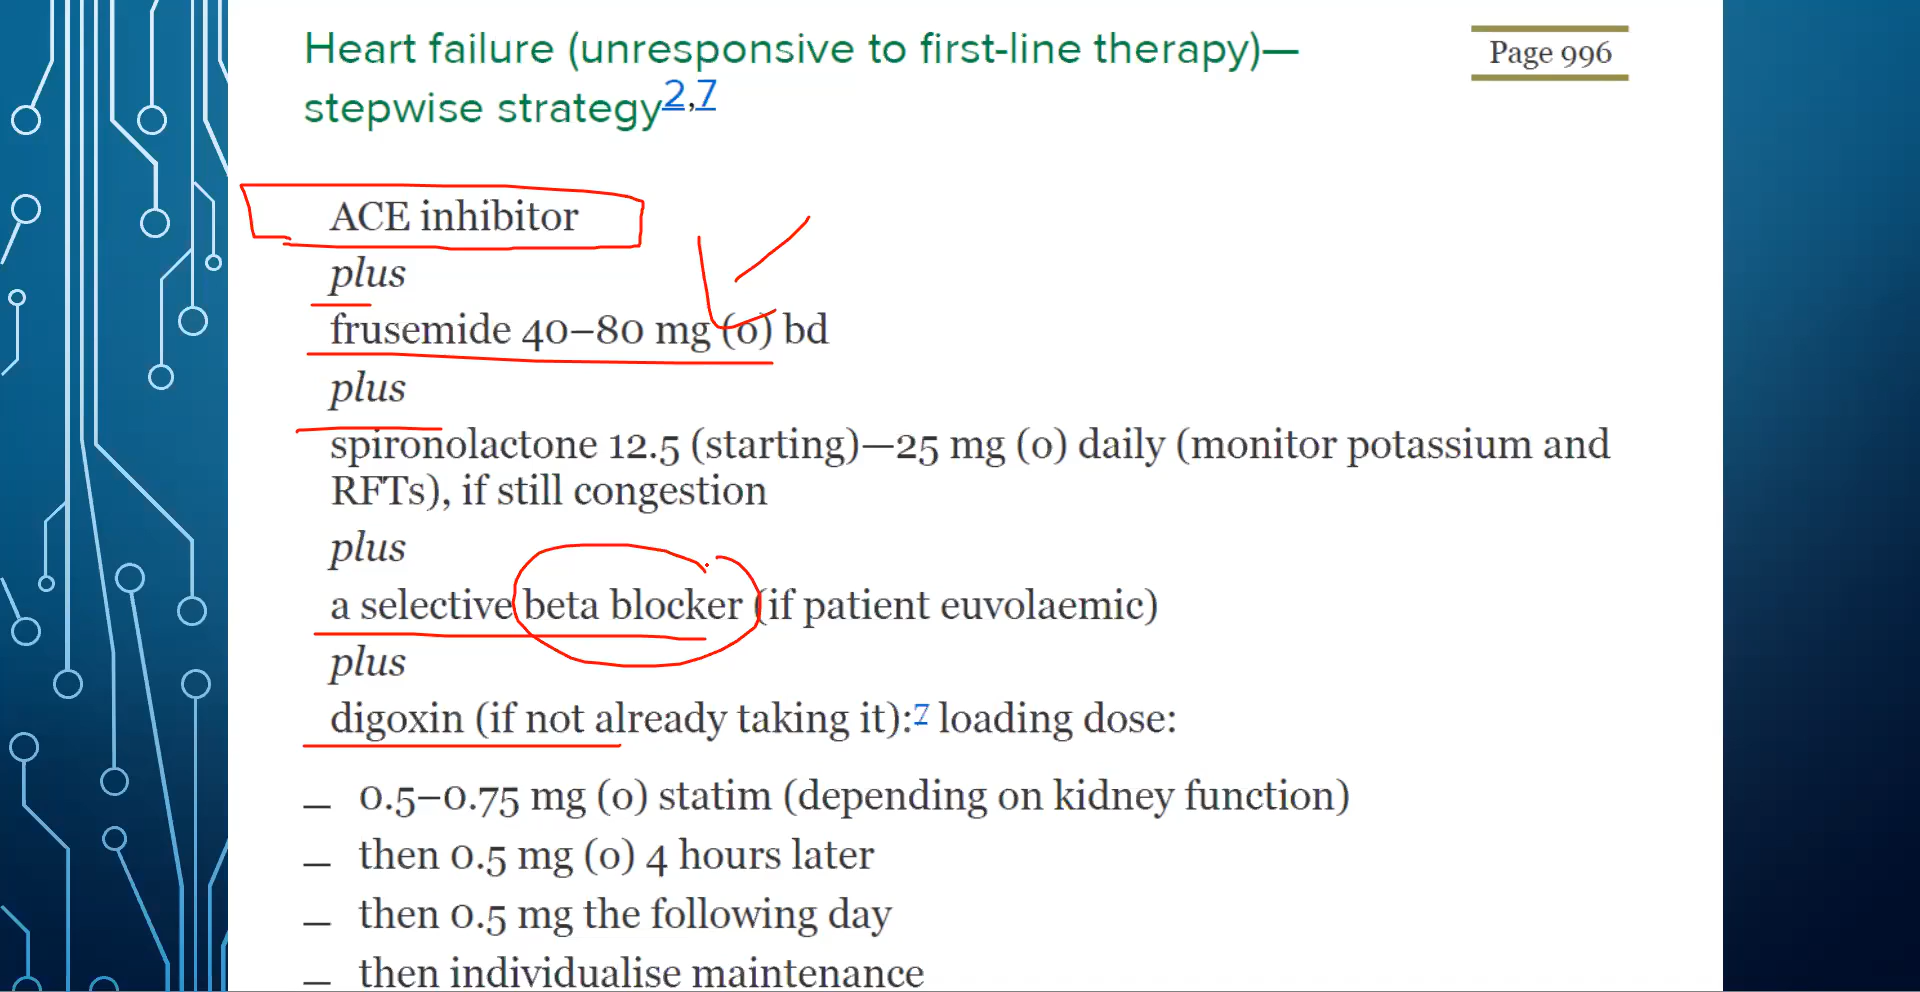 Heart failure (unresponsive to first-line therapy)—
stepwise strategy2,7
Page 996
ACE inhibitor
plus
frusemide 40–80 mg (o) bd
plus
spironolactone 12.5 (starting)—25 mg (o) daily (monitor potassium and
RFTs), if still congestion
plus
a selective beta blocker (if patient euvolaemic)
plus
digoxin (if not already taking it):7 loading dose:
– 0.5–0.75 mg (o) statim (depending on kidney function)
– then 0.5 mg (o) 4 hours later
– then 0.5 mg the following day
– then individualise maintenance